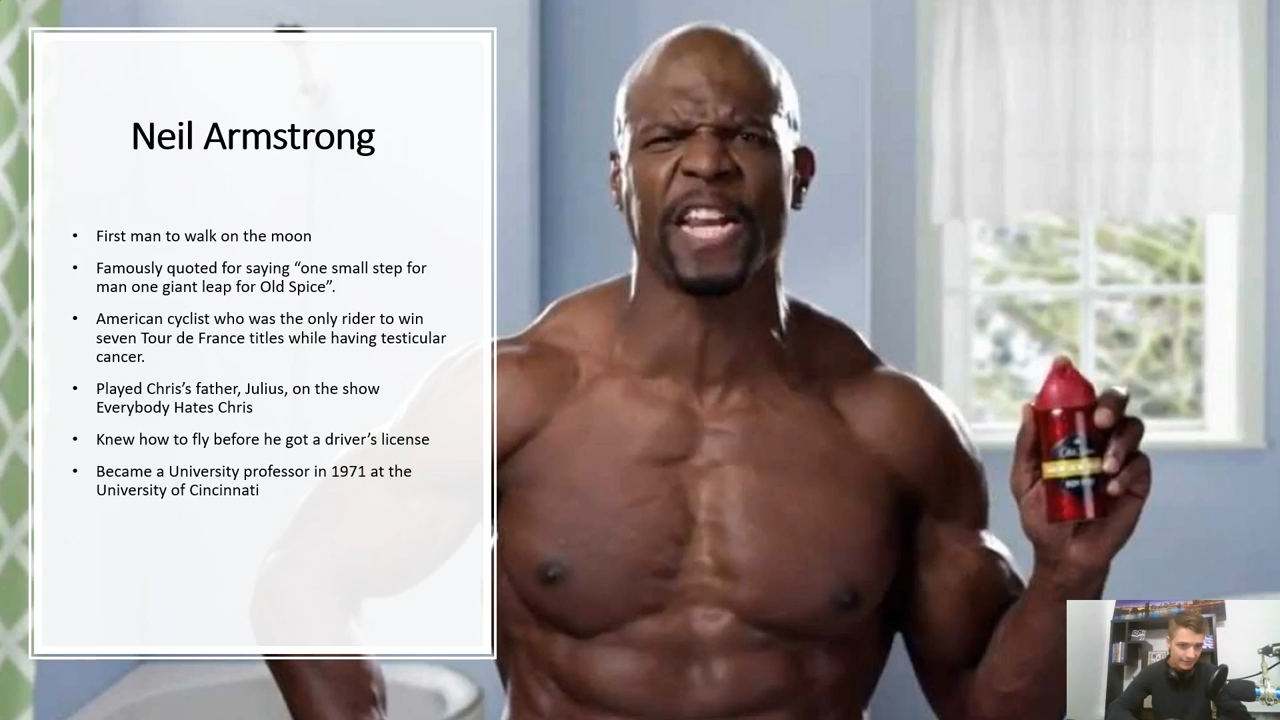 Neil Armstrong
• First man to walk on the moon
• Famously quoted for saying “one small step for
man one giant leap for Old Spice”.
• American cyclist who was the only rider to win
seven Tour de France titles while having testicular
cancer.
• Played Chris’s father, Julius, on the show
Everybody Hates Chris
• Knew how to fly before he got a driver’s license
• Became a University professor in 1971 at the
University of Cincinnati